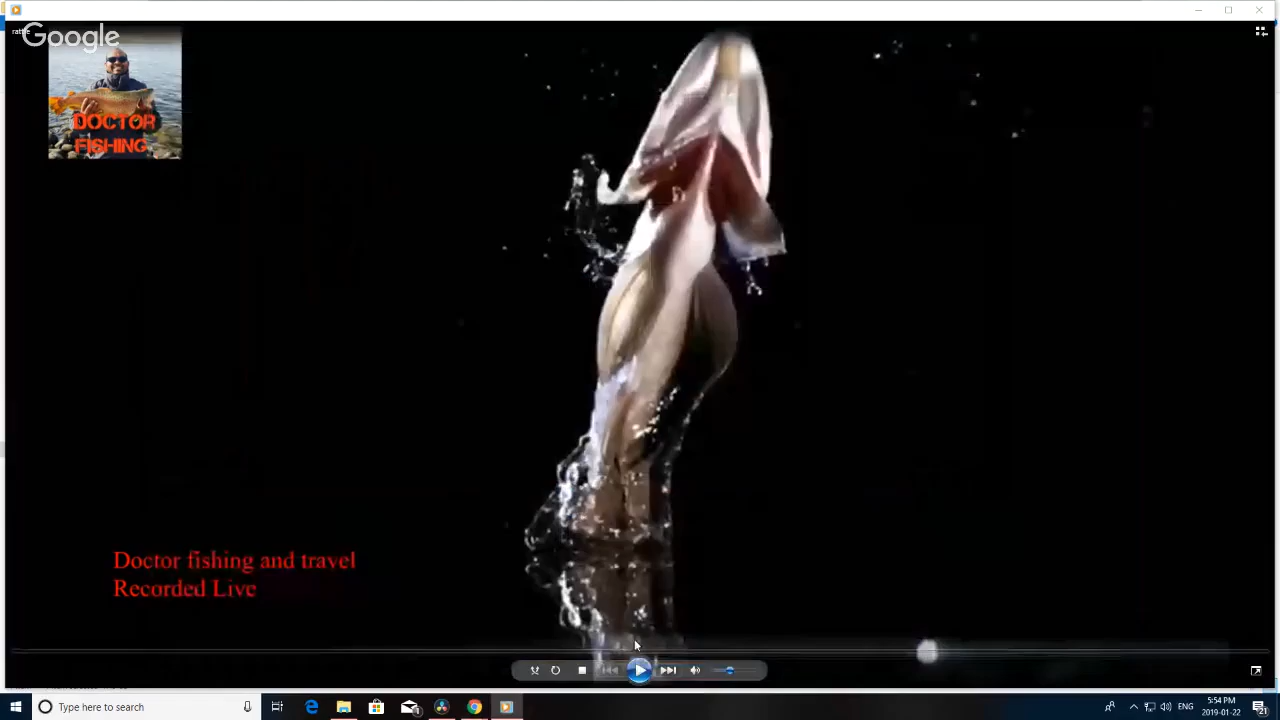 rattle
Google
DOCTOR
FISHING
Doctor fishing and travel
Recorded Live
Type here to search
ENG
5:54 PM
2019-01-22